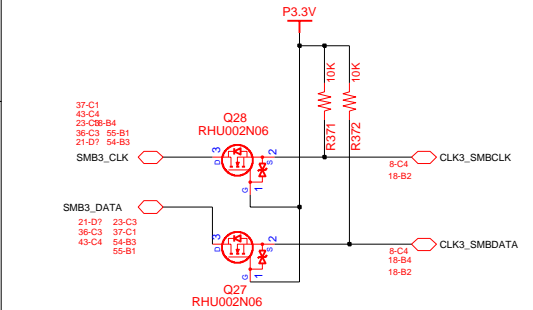 P3.3V
10K
10K
R371
R372
37-C1
43-C4
36-C3 55-B1
21-D? 54-B3
Q28
RHU002N06
SMB3_CLK
3
D
S
2
G
1
CLK3_SMBCLK
8-C4
18-B2
SMB3_DATA
21-D? 23-C3
36-C3 37-C1
43-C4 54-B3
55-B1
3
D
S
2
G
1
CLK3_SMBDATA
8-C4
18-B4
18-B2
Q27
RHU002N06